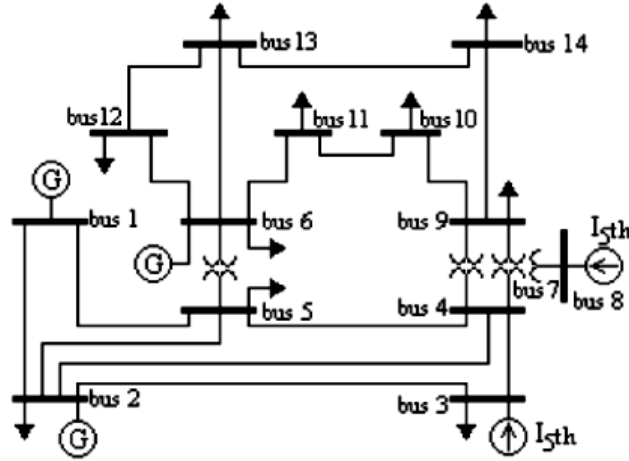 bus 13
bus 14
bus 12
bus 11
bus 10
G
bus 1
bus 6
bus 9
I5th
G
bus 7
bus 8
bus 5
bus 4
bus 2
bus 3
G
I5th